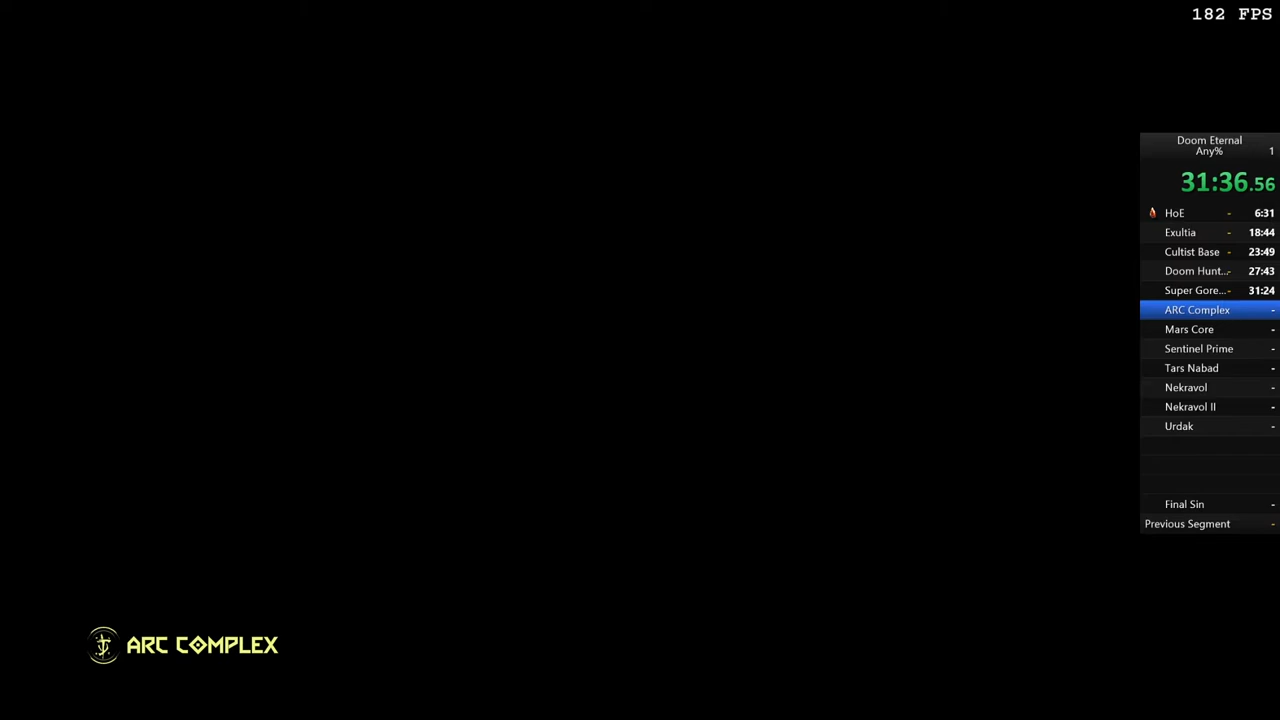 182 FPS
Doom Eternal
Any% 1
31:36.56
HoE - 6:31
Exultia - 18:44
Cultist Base - 23:49
Doom Hunt...- 27:43
Super Gore...- 31:24
ARC Complex -
Mars Core -
Sentinel Prime -
Tars Nabad -
Nekravol -
Nekravol II -
Urdak -
Final Sin -
Previous Segment -
ARC COMPLEX